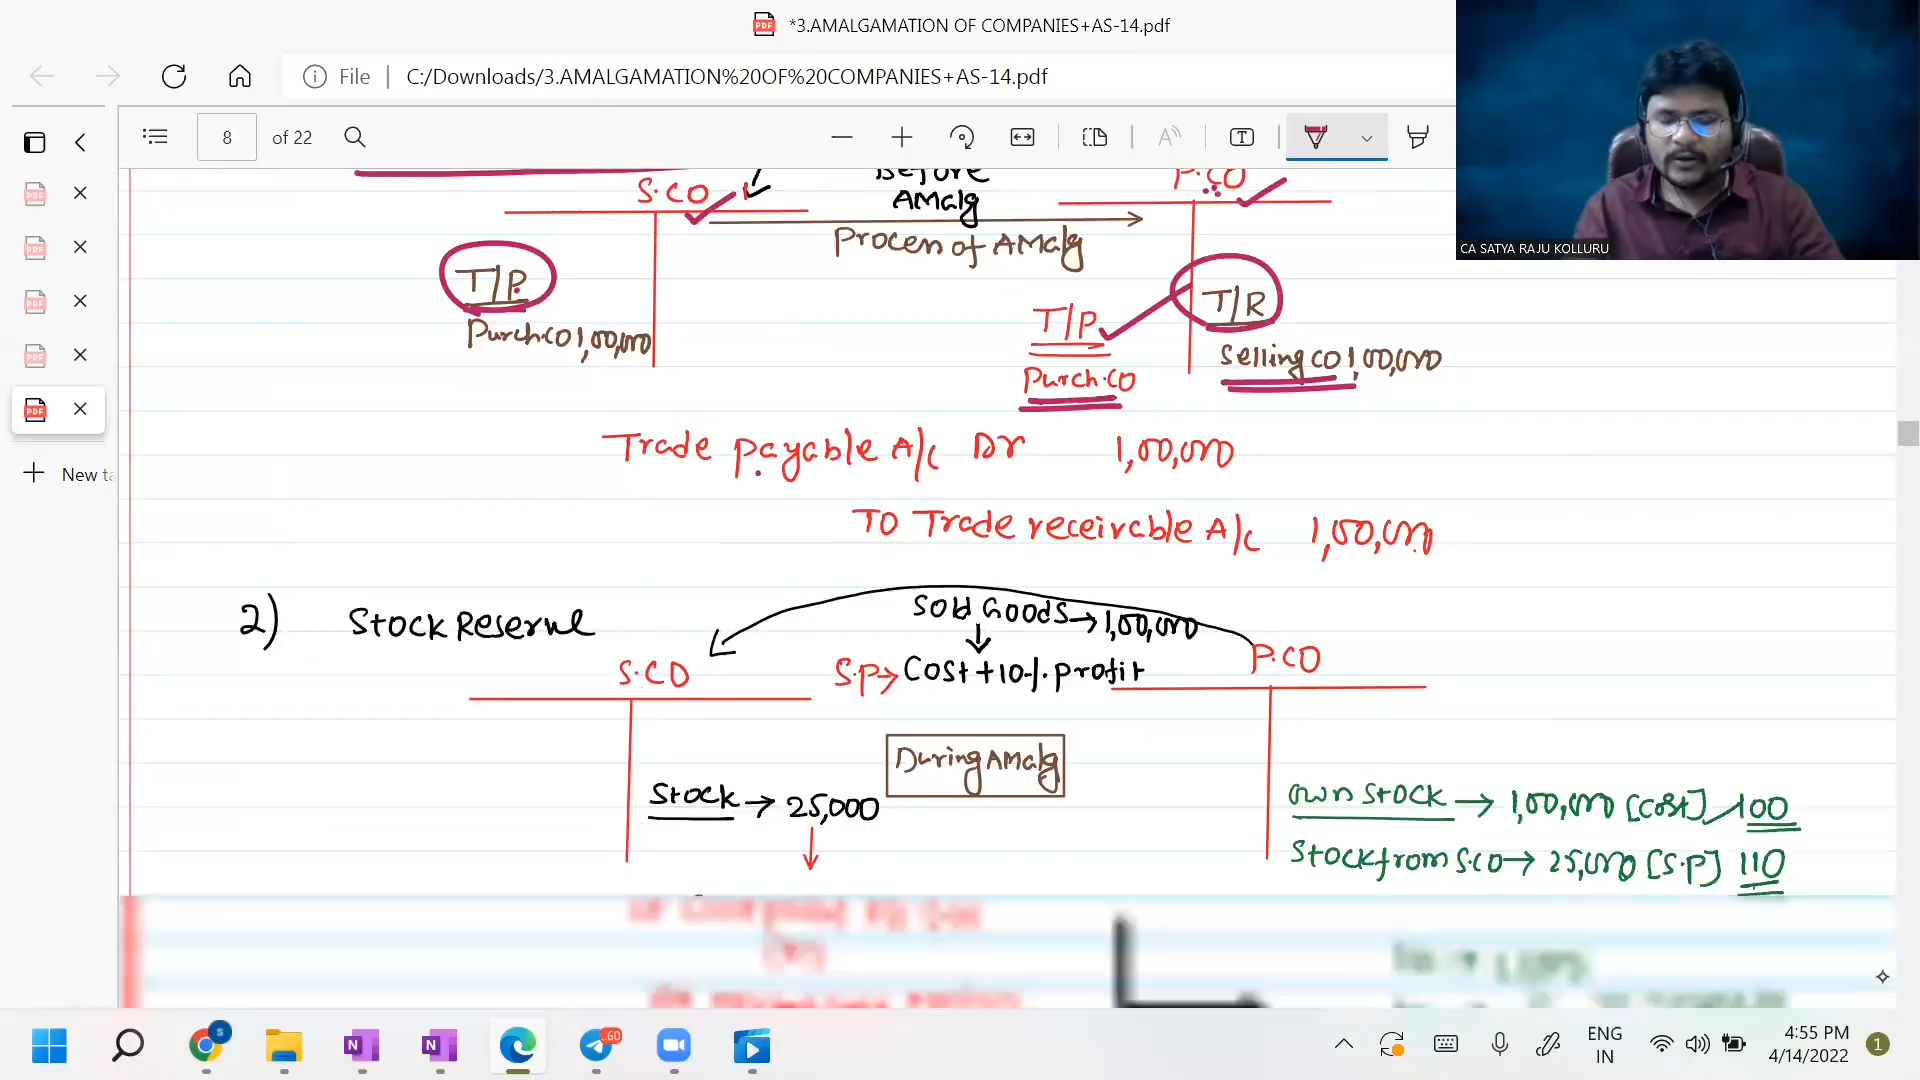 *3.AMALGAMATION OF COMPANIES+AS-14.pdf
File | C:/Downloads/3.AMALGAMATION%20OF%20COMPANIES+AS-14.pdf
8 of 22
CA SATYA RAJU KOLLURU
New ta
S.CO
Before
AMalg
P.CO
Process of AMalg
T/P
Purch.CO 1,00,000
T/P
Purch.CO
T/R
Selling CO 1,00,000
Trade payable A/c Dr 1,00,000
TO Trade receivable A/c 1,00,000
2) Stock Reserve
Sold Goods → 1,00,000
S.CO
S.P → Cost + 10% profit
P.CO
During AMalg
Stock → 25,000
own stock → 1,00,000 [cost] 100
Stock from S.CO → 25,000 [S.P] 110
..60
ENG
IN
4:55 PM
4/14/2022
1